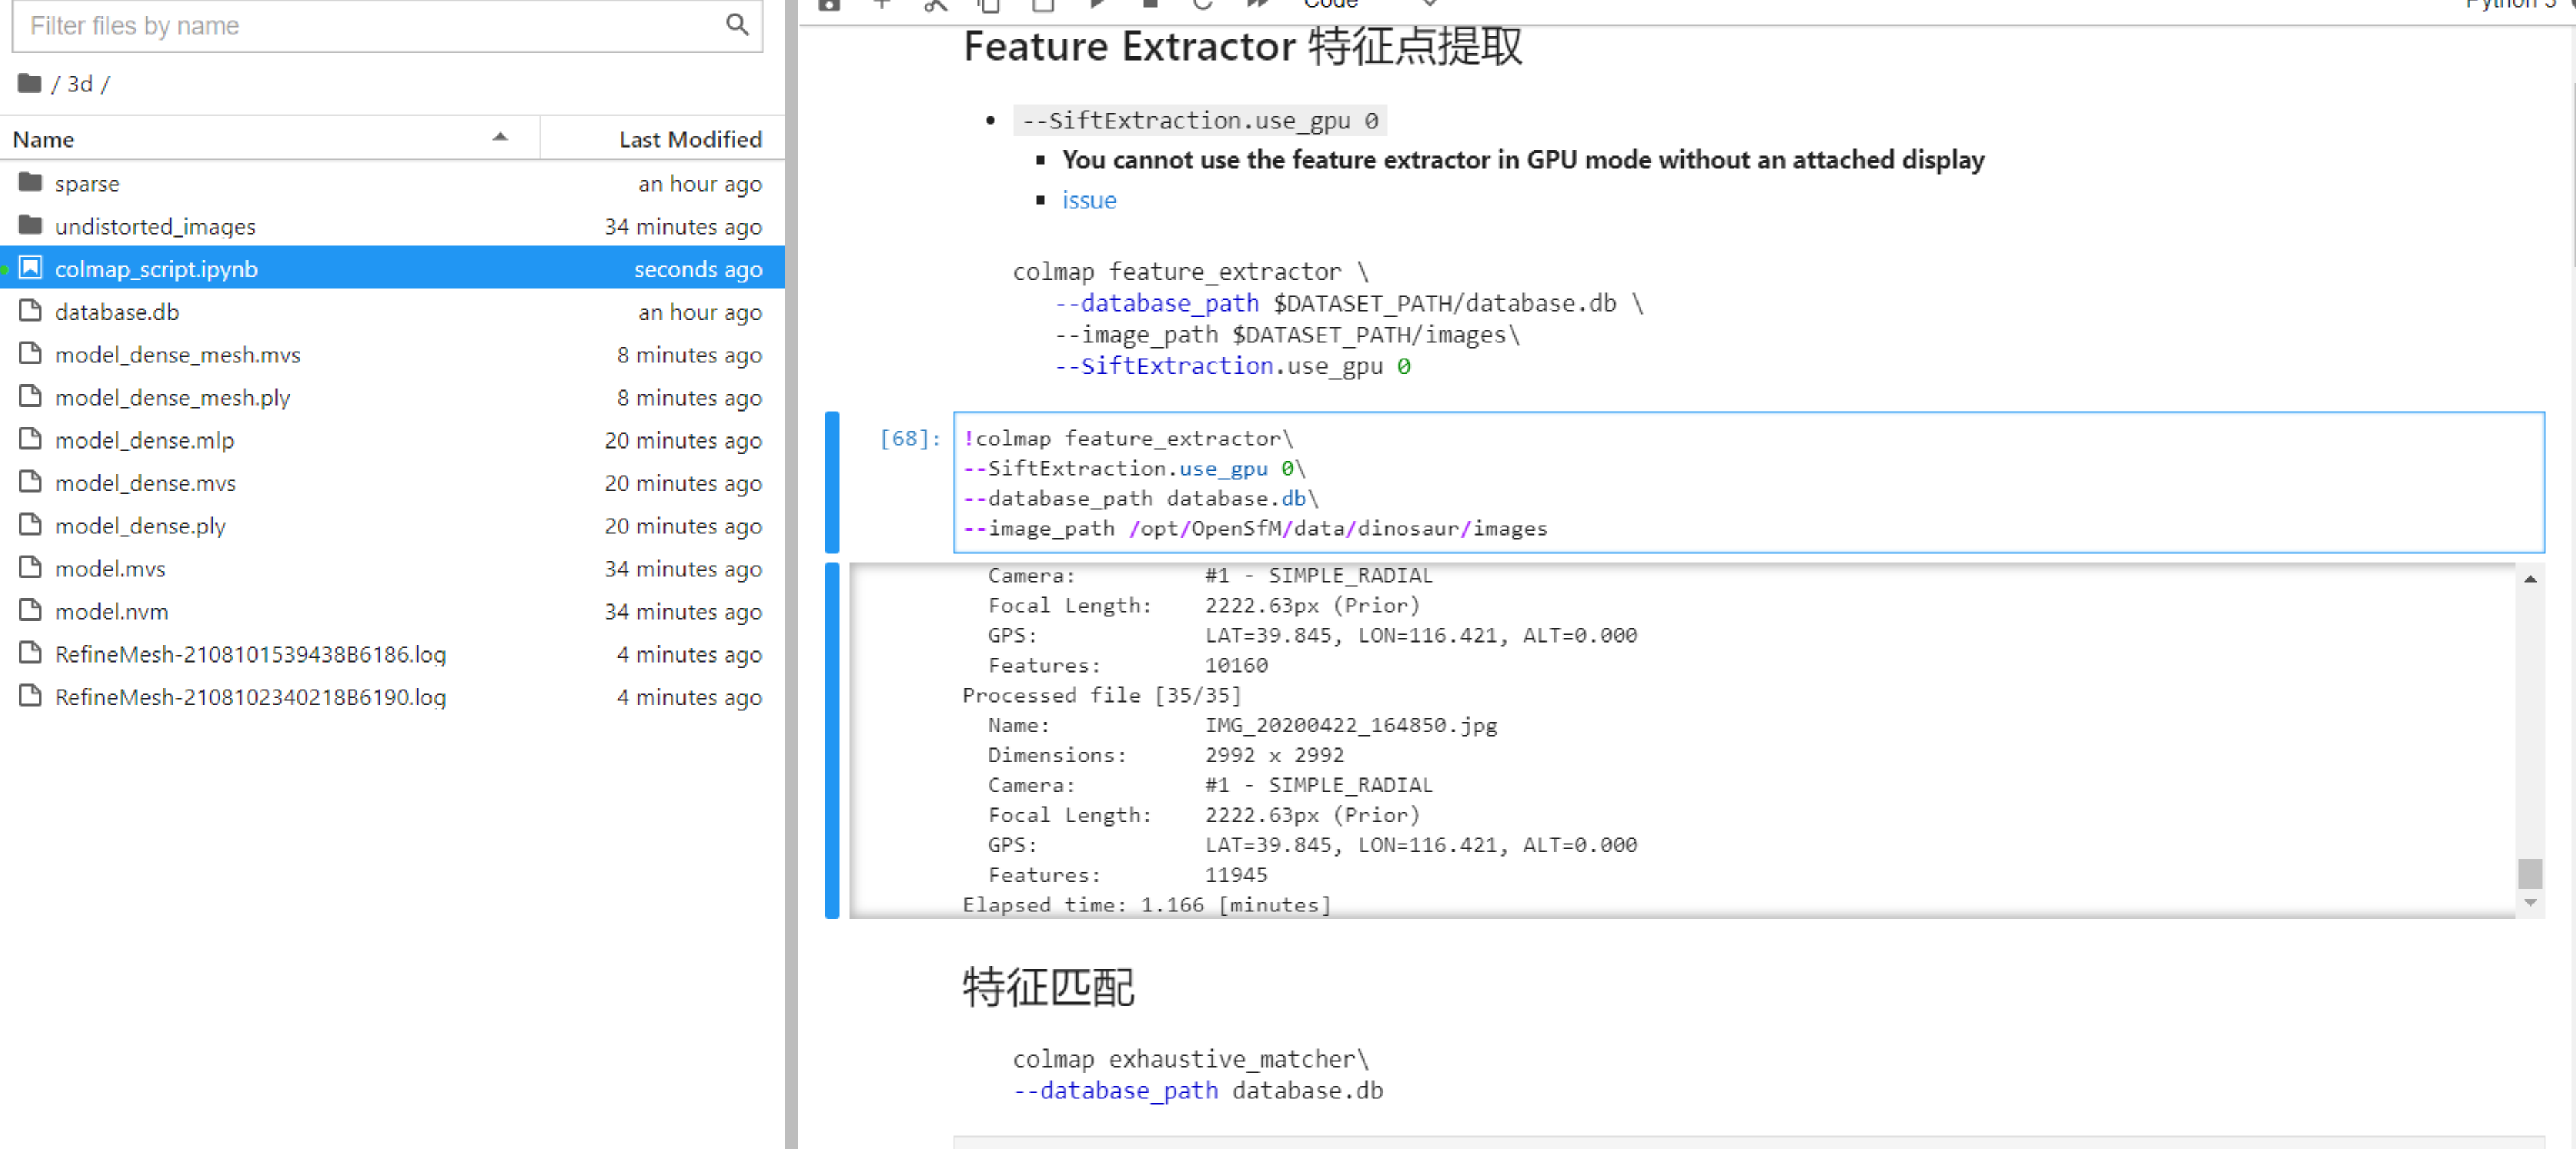 Filter files by name
/ 3d /
Name Last Modified
sparse an hour ago
undistorted_images 34 minutes ago
colmap_script.ipynb seconds ago
database.db an hour ago
model_dense_mesh.mvs 8 minutes ago
model_dense_mesh.ply 8 minutes ago
model_dense.mlp 20 minutes ago
model_dense.mvs 20 minutes ago
model_dense.ply 20 minutes ago
model.mvs 34 minutes ago
model.nvm 34 minutes ago
RefineMesh-2108101539438B6186.log 4 minutes ago
RefineMesh-2108102340218B6190.log 4 minutes ago
Code Python 3
Feature Extractor 特征点提取
--SiftExtraction.use_gpu 0
You cannot use the feature extractor in GPU mode without an attached display
issue
colmap feature_extractor \
--database_path $DATASET_PATH/database.db \
--image_path $DATASET_PATH/images\
--SiftExtraction.use_gpu 0
[68]: !colmap feature_extractor\
--SiftExtraction.use_gpu 0\
--database_path database.db\
--image_path /opt/OpenSfM/data/dinosaur/images
Camera: #1 - SIMPLE_RADIAL
Focal Length: 2222.63px (Prior)
GPS: LAT=39.845, LON=116.421, ALT=0.000
Features: 10160
Processed file [35/35]
Name: IMG_20200422_164850.jpg
Dimensions: 2992 x 2992
Camera: #1 - SIMPLE_RADIAL
Focal Length: 2222.63px (Prior)
GPS: LAT=39.845, LON=116.421, ALT=0.000
Features: 11945
Elapsed time: 1.166 [minutes]
特征匹配
colmap exhaustive_matcher\
--database_path database.db